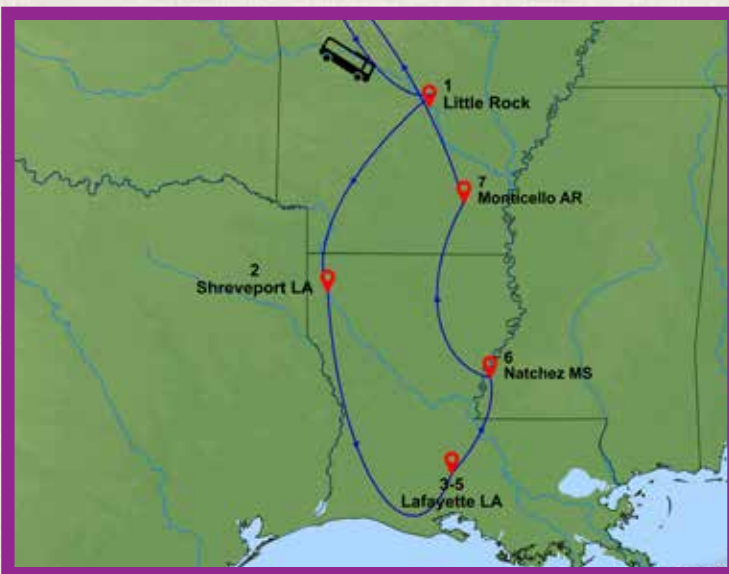 1
Little Rock
7
Monticello AR
2
Shreveport LA
6
Natchez MS
3-5
Lafayette LA